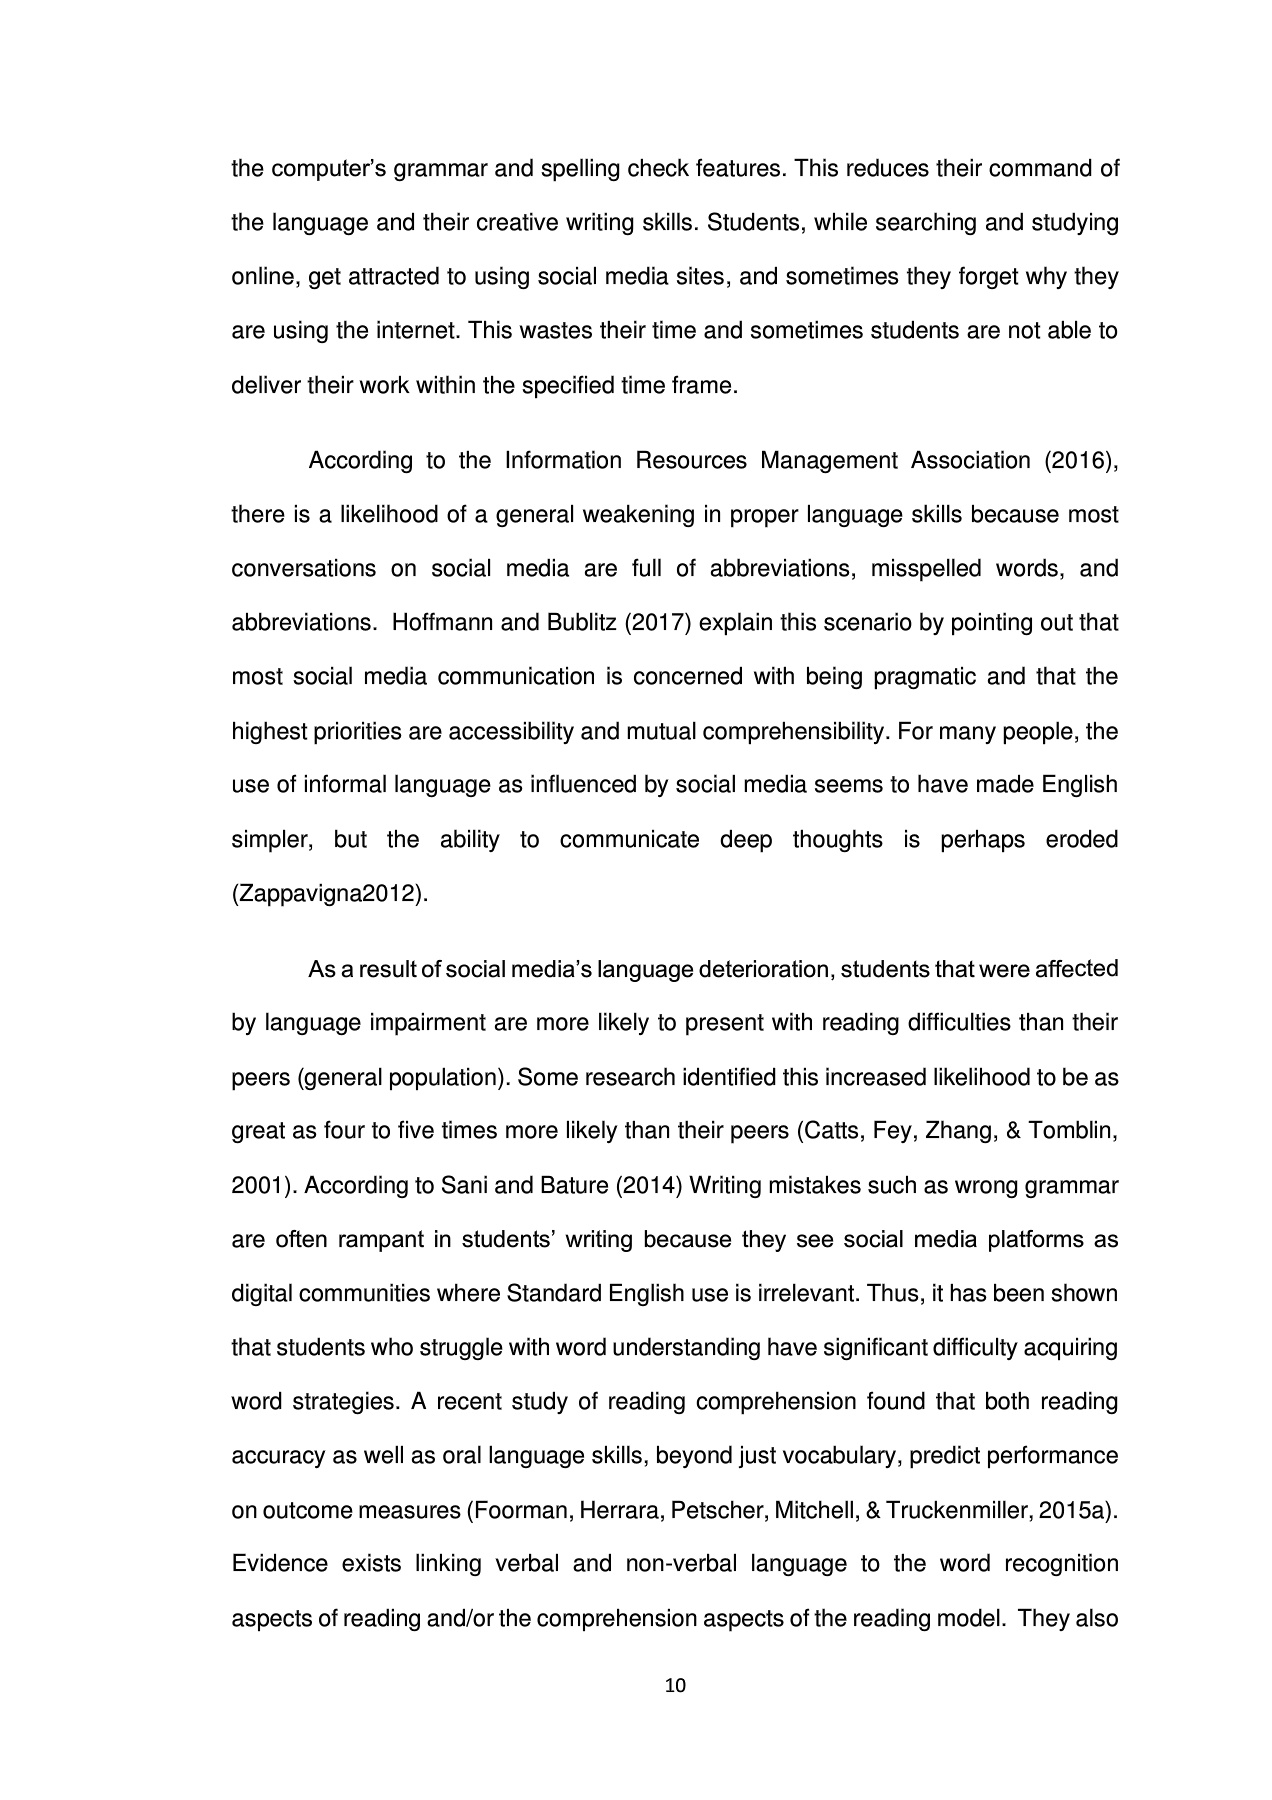 the computer’s grammar and spelling check features. This reduces their command of
the language and their creative writing skills. Students, while searching and studying
online, get attracted to using social media sites, and sometimes they forget why they
are using the internet. This wastes their time and sometimes students are not able to
deliver their work within the specified time frame.
According to the Information Resources Management Association (2016),
there is a likelihood of a general weakening in proper language skills because most
conversations on social media are full of abbreviations, misspelled words, and
abbreviations.  Hoffmann and Bublitz (2017) explain this scenario by pointing out that
most social media communication is concerned with being pragmatic and that the
highest priorities are accessibility and mutual comprehensibility. For many people, the
use of informal language as influenced by social media seems to have made English
simpler, but the ability to communicate deep thoughts is perhaps eroded
(Zappavigna2012).
As a result of social media’s language deterioration, students that were affected
by language impairment are more likely to present with reading difficulties than their
peers (general population). Some research identified this increased likelihood to be as
great as four to five times more likely than their peers (Catts, Fey, Zhang, & Tomblin,
2001). According to Sani and Bature (2014) Writing mistakes such as wrong grammar
are often rampant in students’ writing because they see social media platforms as
digital communities where Standard English use is irrelevant. Thus, it has been shown
that students who struggle with word understanding have significant difficulty acquiring
word strategies. A recent study of reading comprehension found that both reading
accuracy as well as oral language skills, beyond just vocabulary, predict performance
on outcome measures (Foorman, Herrara, Petscher, Mitchell, & Truckenmiller, 2015a).
Evidence exists linking verbal and non-verbal language to the word recognition
aspects of reading and/or the comprehension aspects of the reading model.  They also
10